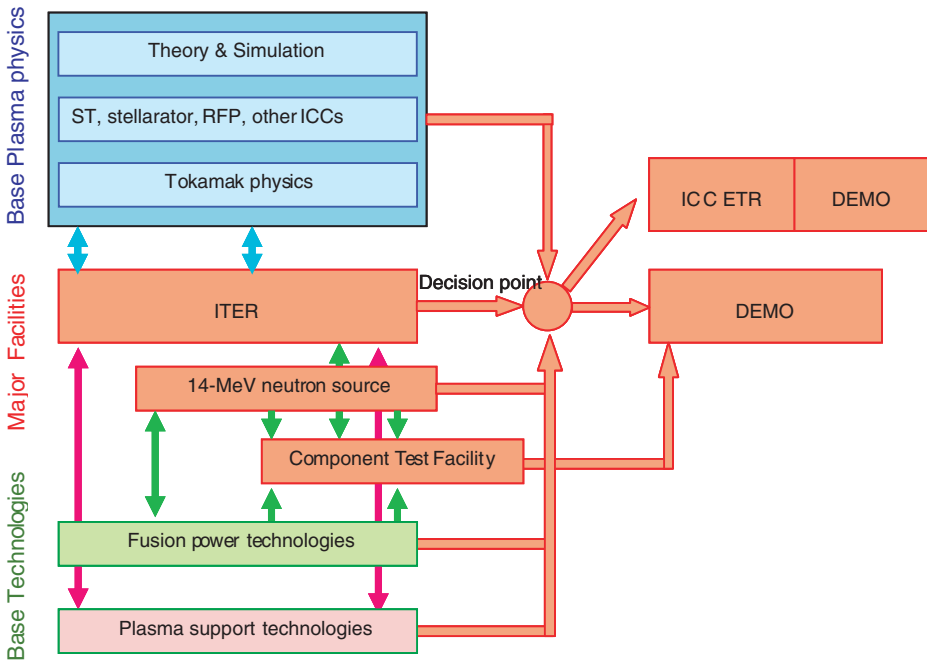 Base Plasma physics
Theory & Simulation
ST, stellarator, RFP, other ICCs
Tokamak physics
ICC ETR
DEMO
Major Facilities
ITER
Decision point
DEMO
14-MeV neutron source
Component Test Facility
Base Technologies
Fusion power technologies
Plasma support technologies